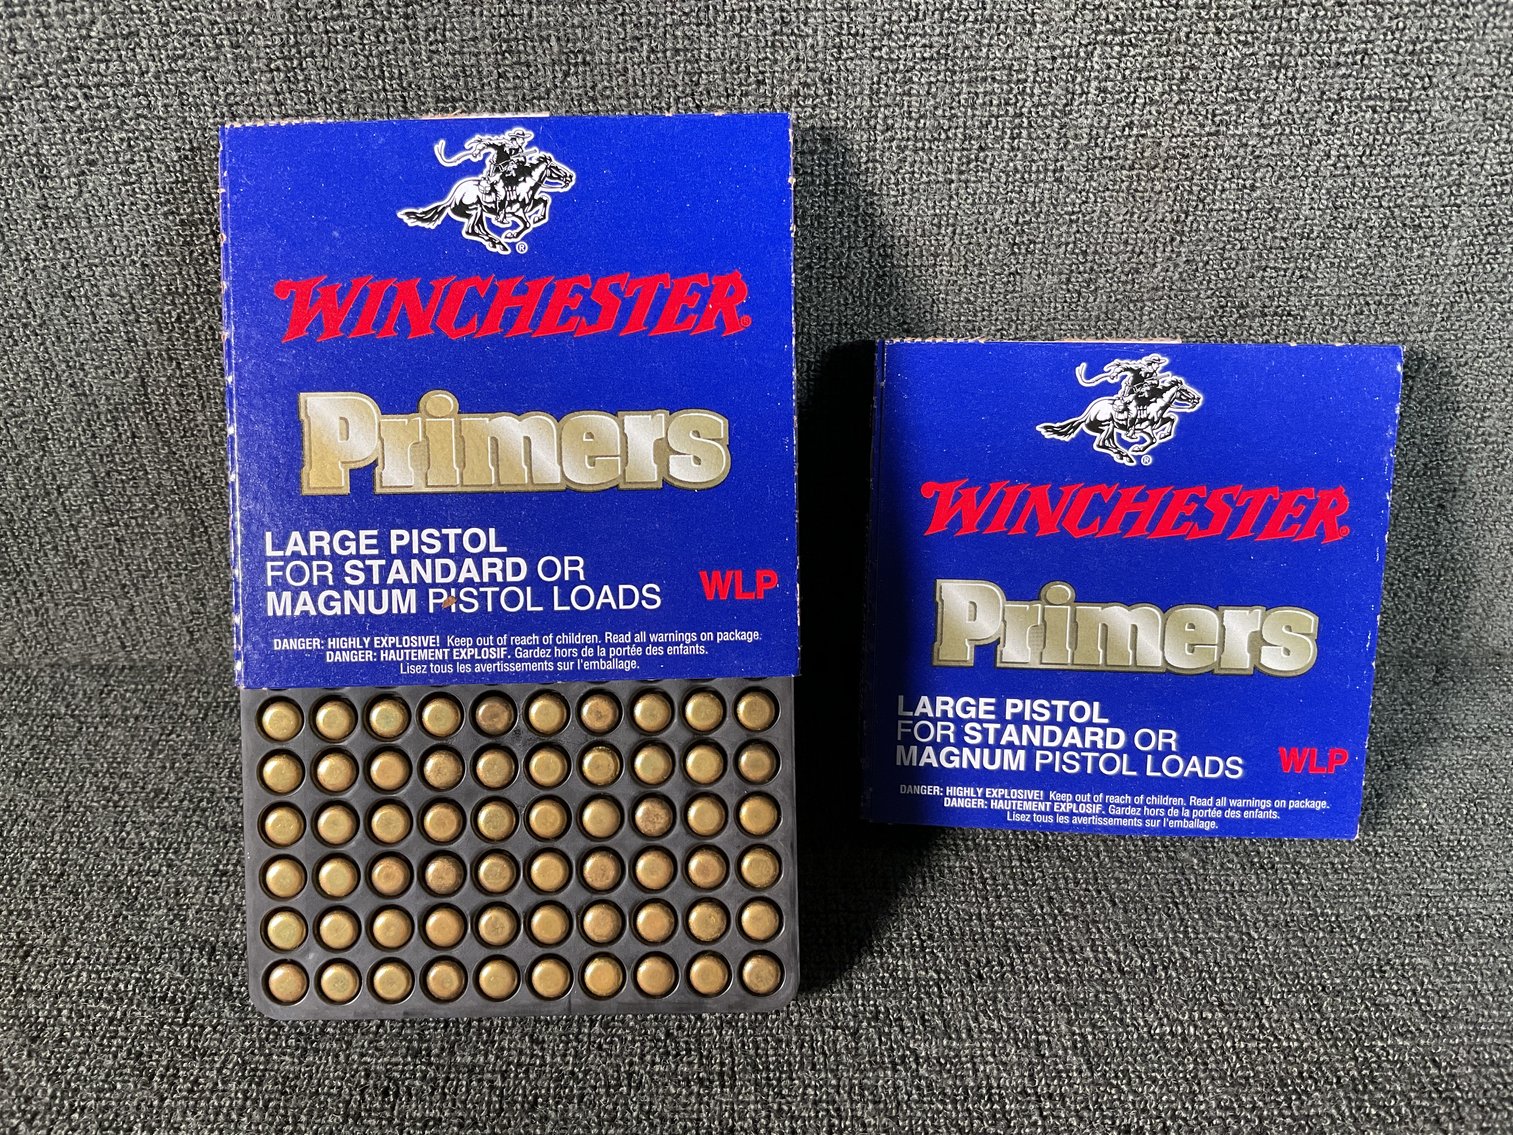 ®
WINCHESTER®
Primers
LARGE PISTOL
FOR STANDARD OR
MAGNUM PISTOL LOADS
WLP
DANGER: HIGHLY EXPLOSIVE! Keep out of reach of children. Read all warnings on package.
DANGER: HAUTEMENT EXPLOSIF. Gardez hors de la portée des enfants.
Lisez tous les avertissements sur l'emballage.
®
WINCHESTER®
Primers
LARGE PISTOL
FOR STANDARD OR
MAGNUM PISTOL LOADS
WLP
DANGER: HIGHLY EXPLOSIVE! Keep out of reach of children. Read all warnings on package.
DANGER: HAUTEMENT EXPLOSIF. Gardez hors de la portée des enfants.
Lisez tous les avertissements sur l'emballage.